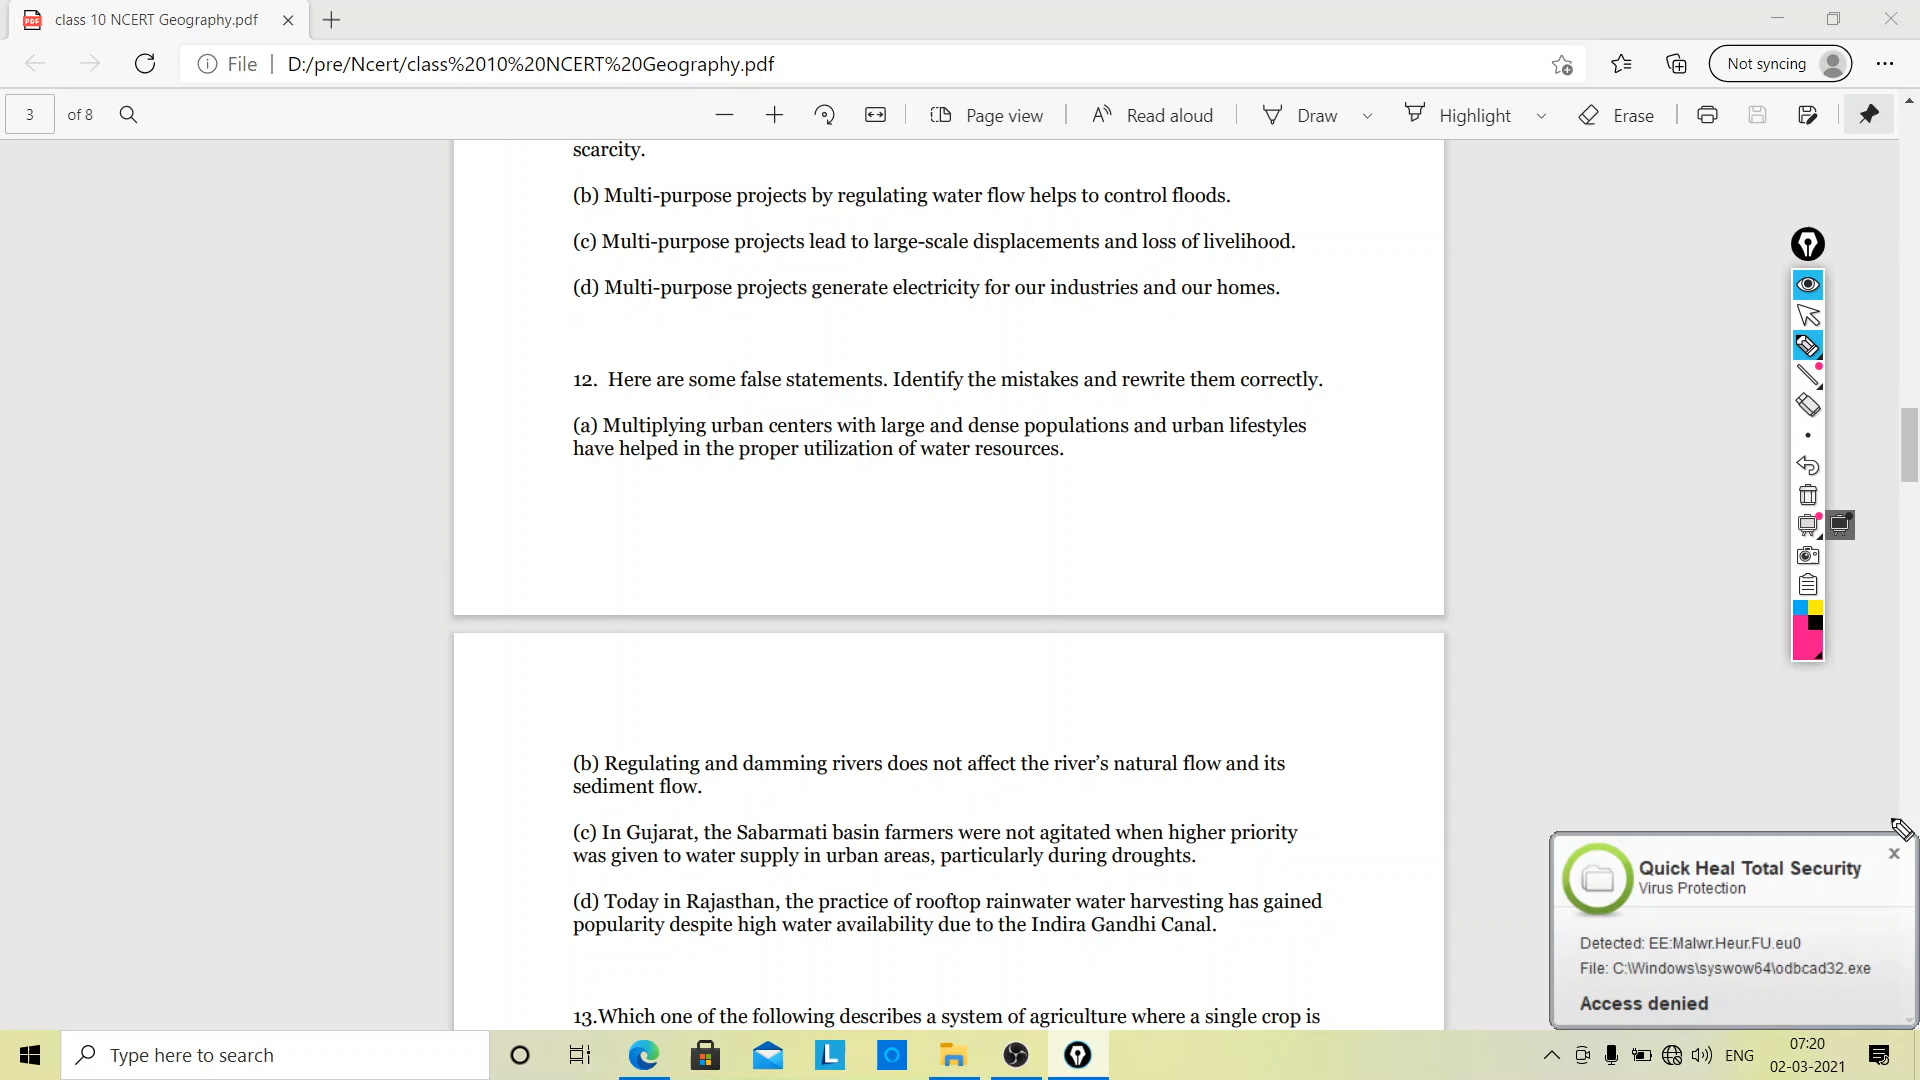 class 10 NCERT Geography.pdf
File
D:/pre/Ncert/class%2010%20NCERT%20Geography.pdf
Not syncing
3 of 8
Page view
Read aloud
Draw
Highlight
Erase
scarcity.
(b) Multi-purpose projects by regulating water flow helps to control floods.
(c) Multi-purpose projects lead to large-scale displacements and loss of livelihood.
(d) Multi-purpose projects generate electricity for our industries and our homes.
12. Here are some false statements. Identify the mistakes and rewrite them correctly.
(a) Multiplying urban centers with large and dense populations and urban lifestyles
have helped in the proper utilization of water resources.
(b) Regulating and damming rivers does not affect the river’s natural flow and its
sediment flow.
(c) In Gujarat, the Sabarmati basin farmers were not agitated when higher priority
was given to water supply in urban areas, particularly during droughts.
(d) Today in Rajasthan, the practice of rooftop rainwater water harvesting has gained
popularity despite high water availability due to the Indira Gandhi Canal.
13.Which one of the following describes a system of agriculture where a single crop is
Quick Heal Total Security
Virus Protection
Detected: EE:Malwr.Heur.FU.eu0
File: C:\Windows\syswow64\odbcad32.exe
Access denied
Type here to search
ENG
07:20
02-03-2021